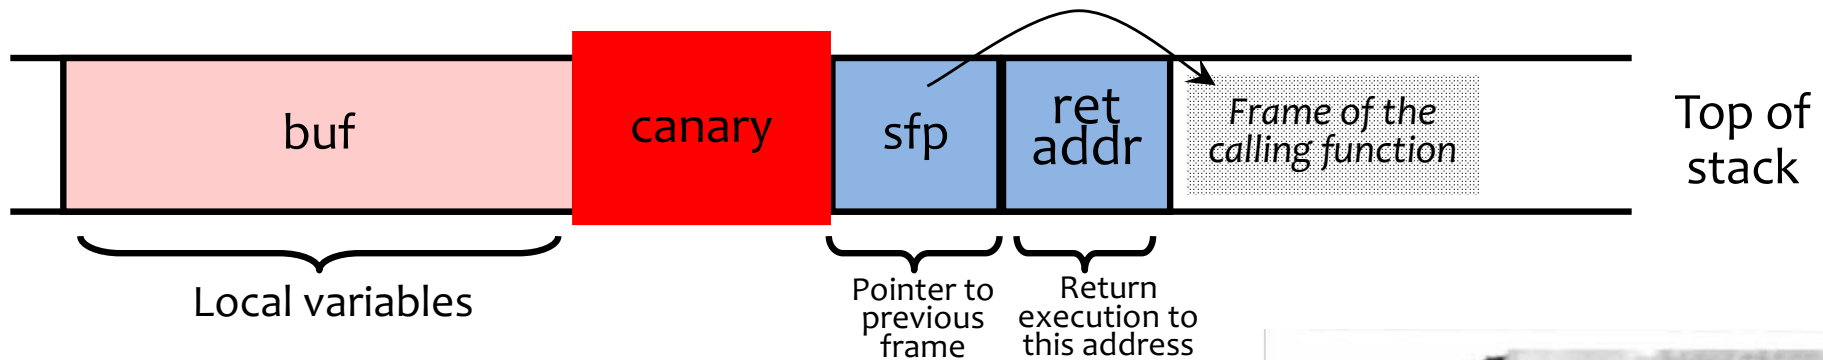 buf
canary
sfp
ret
addr
Frame of the
calling function
Top of
stack
Local variables
Pointer to
previous
frame
Return
execution to
this address